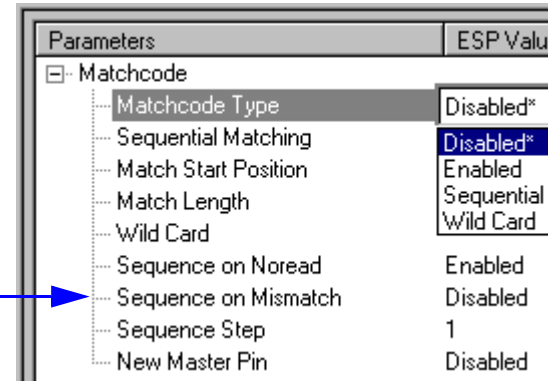 Parameters ESP Valu
Matchcode
Matchcode Type Disabled*
Sequential Matching Disabled*
Match Start Position Enabled
Match Length Sequential
Wild Card Wild Card
Sequence on Noread Enabled
Sequence on Mismatch Disabled
Sequence Step 1
New Master Pin Disabled